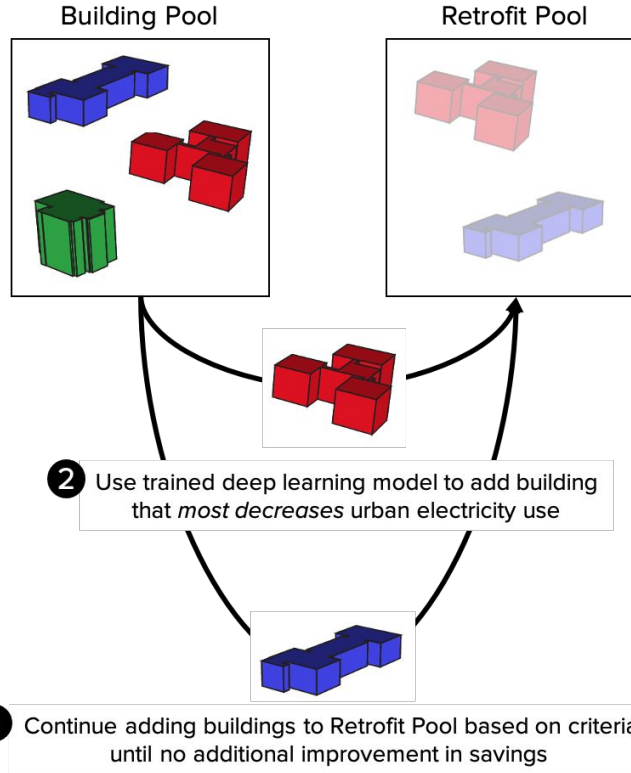 Building Pool
Retrofit Pool
2
Use trained deep learning model to add building
that most decreases urban electricity use
Continue adding buildings to Retrofit Pool based on criteria
until no additional improvement in savings